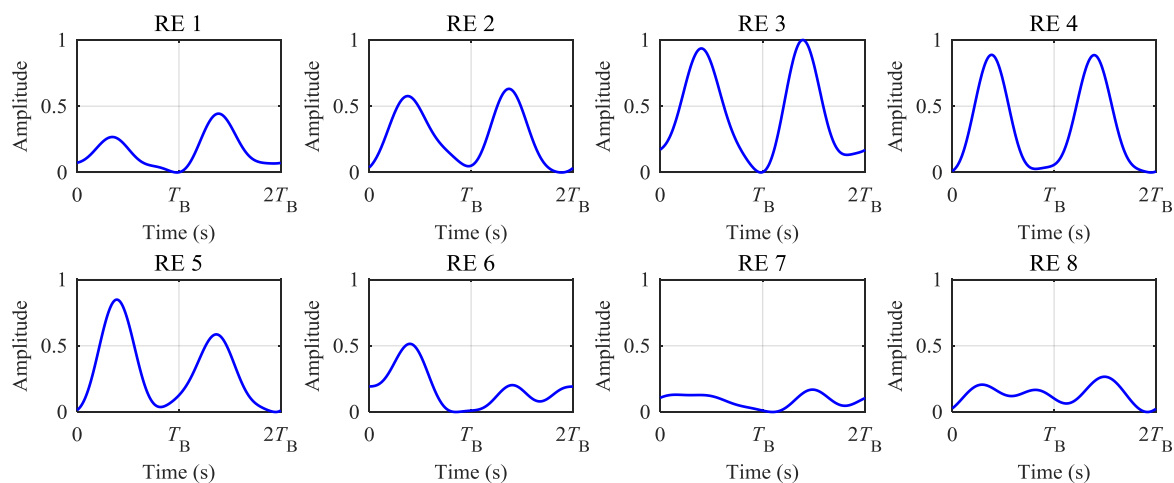 RE 1 RE 2 RE 3 RE 4
1 1 1 1
Amplitude Amplitude Amplitude Amplitude
0.5 0.5 0.5 0.5
0 0 0 0
0 T_B 2T_B 0 T_B 2T_B 0 T_B 2T_B 0 T_B 2T_B
Time (s) Time (s) Time (s) Time (s)
RE 5 RE 6 RE 7 RE 8
1 1 1 1
Amplitude Amplitude Amplitude Amplitude
0.5 0.5 0.5 0.5
0 0 0 0
0 T_B 2T_B 0 T_B 2T_B 0 T_B 2T_B 0 T_B 2T_B
Time (s) Time (s) Time (s) Time (s)